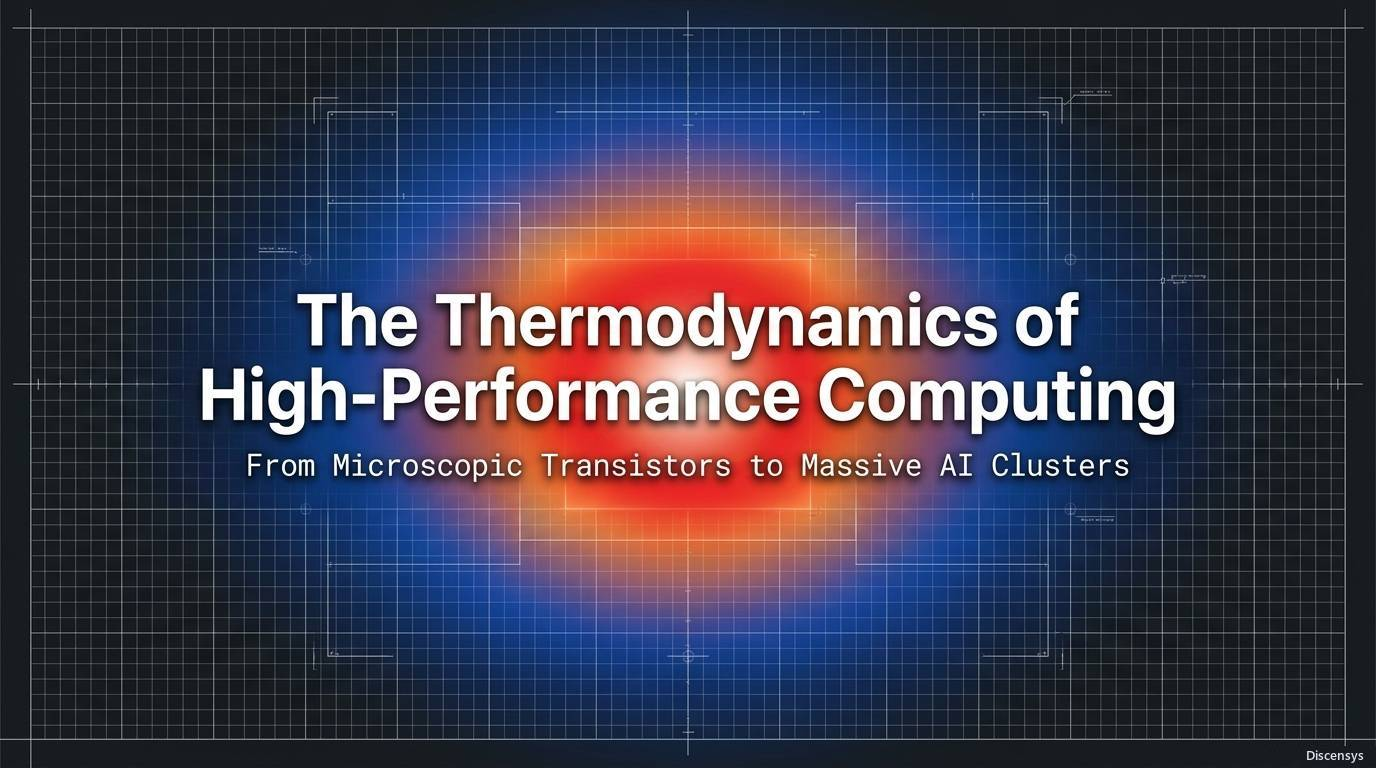 The Thermodynamics of
High-Performance Computing
From Microscopic Transistors to Massive AI Clusters
Discensys